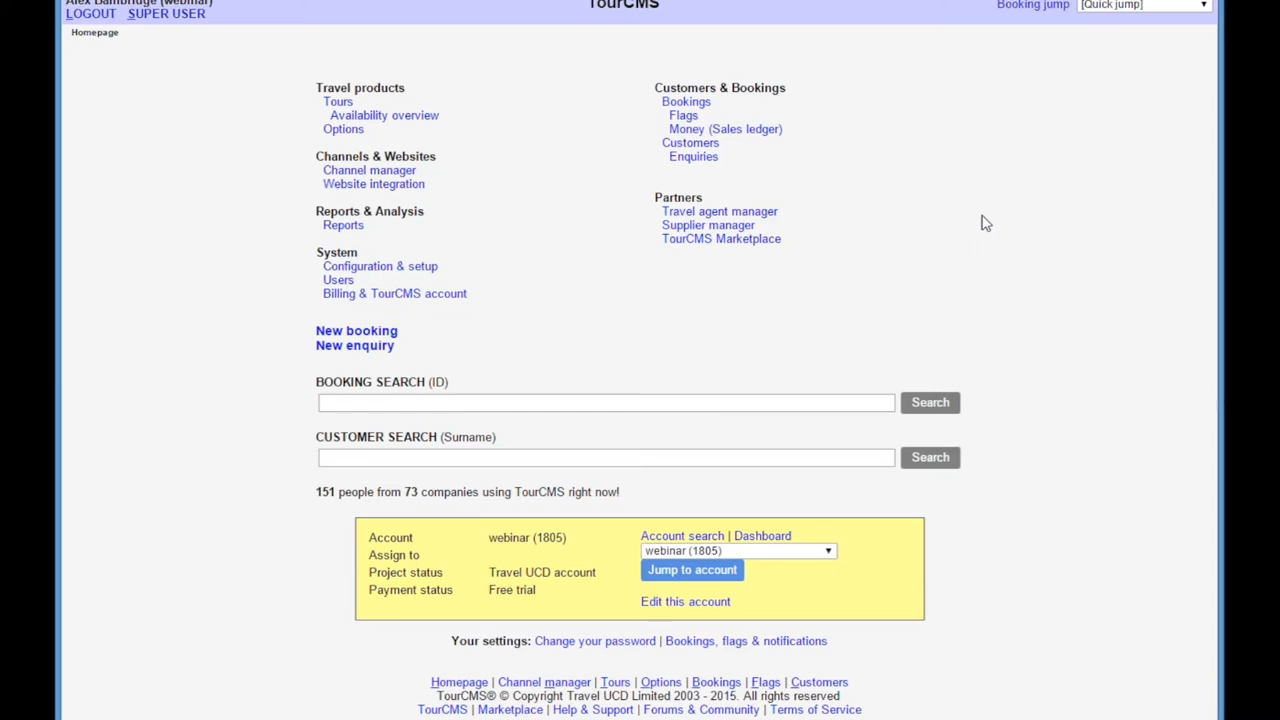 Alex Bambridge (webinar)
LOGOUT SUPER USER
TourCMS
Booking jump [Quick jump]
Homepage
Travel products
Tours
Availability overview
Options
Channels & Websites
Channel manager
Website integration
Reports & Analysis
Reports
System
Configuration & setup
Users
Billing & TourCMS account
Customers & Bookings
Bookings
Flags
Money (Sales ledger)
Customers
Enquiries
Partners
Travel agent manager
Supplier manager
TourCMS Marketplace
New booking
New enquiry
BOOKING SEARCH (ID)
Search
CUSTOMER SEARCH (Surname)
Search
151 people from 73 companies using TourCMS right now!
Account webinar (1805)
Assign to
Project status Travel UCD account
Payment status Free trial
Account search | Dashboard
webinar (1805)
Jump to account
Edit this account
Your settings: Change your password | Bookings, flags & notifications
Homepage | Channel manager | Tours | Options | Bookings | Flags | Customers
TourCMS® © Copyright Travel UCD Limited 2003 - 2015. All rights reserved
TourCMS | Marketplace | Help & Support | Forums & Community | Terms of Service